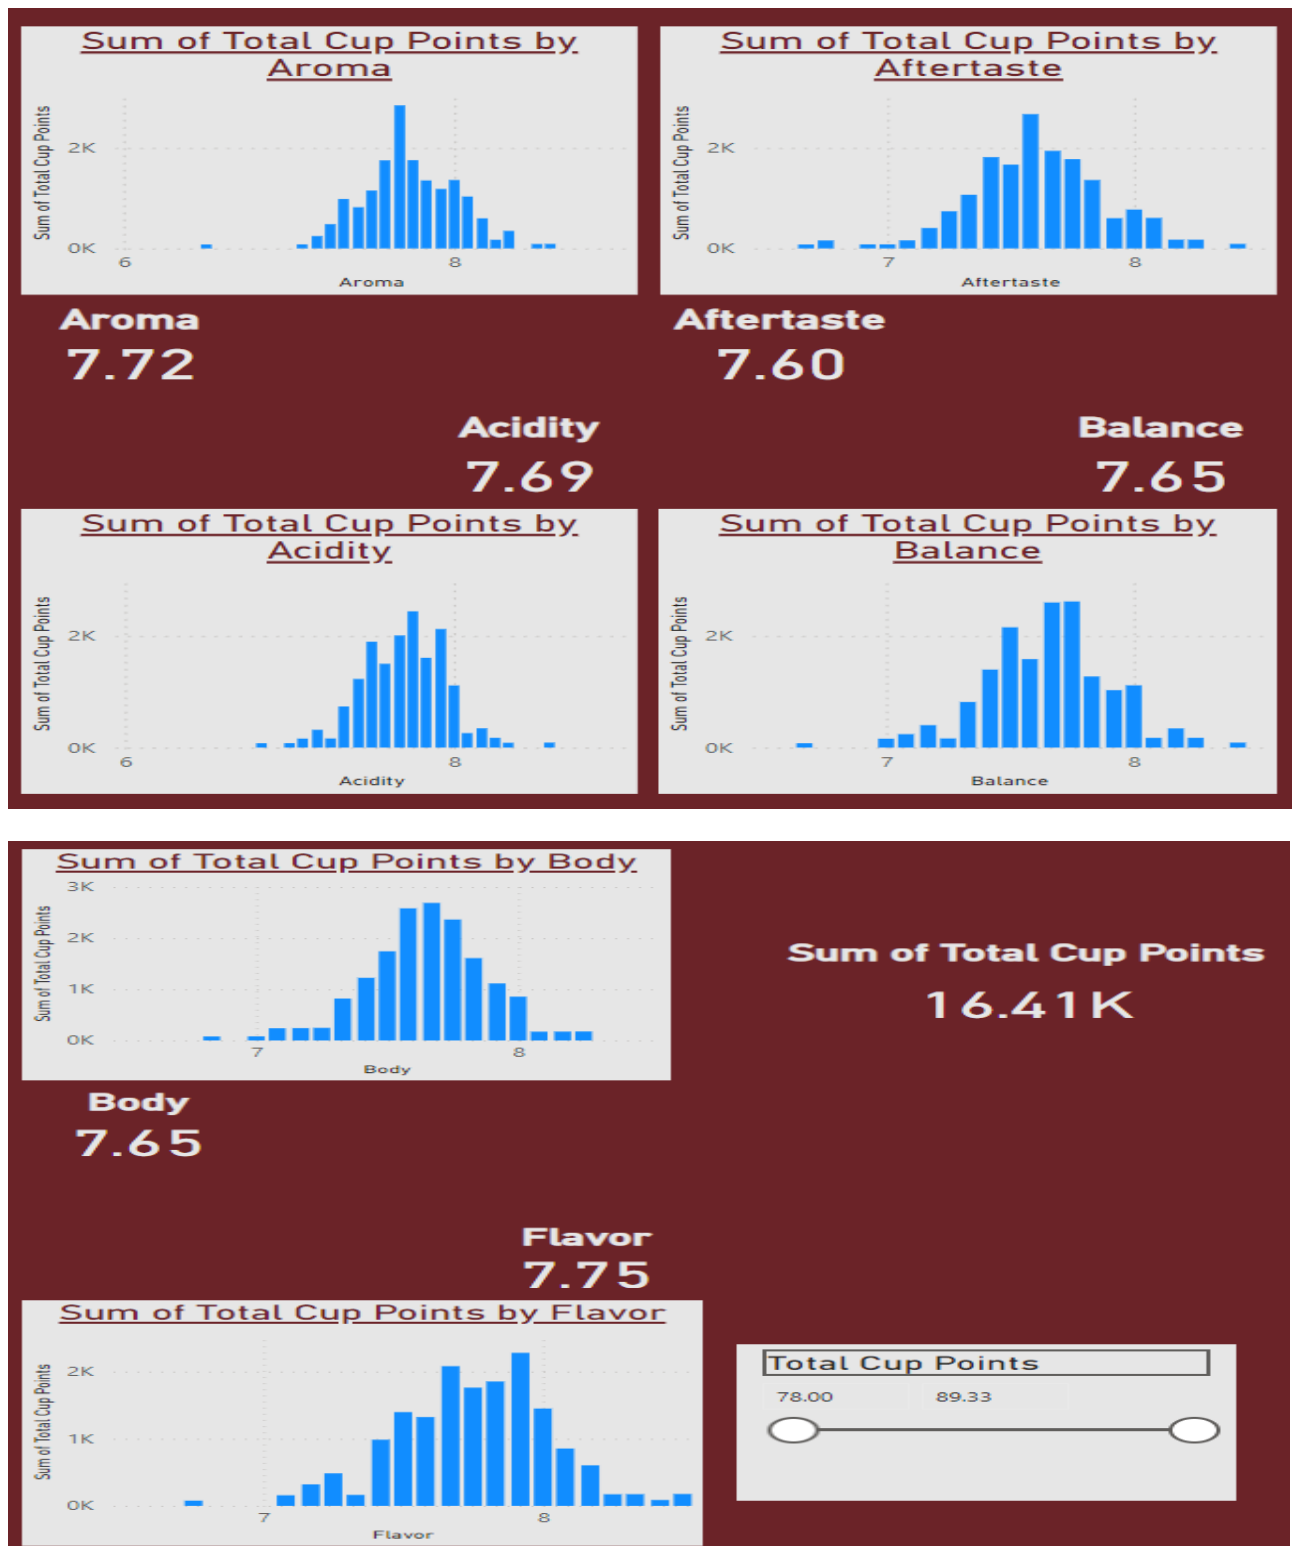 Sum of Total Cup Points by
Aroma
Sum of Total Cup Points
2K
0K
6
8
Aroma
Sum of Total Cup Points by
Aftertaste
Sum of Total Cup Points
2K
0K
7
8
Aftertaste
Aroma
7.72
Aftertaste
7.60
Acidity
7.69
Balance
7.65
Sum of Total Cup Points by
Acidity
Sum of Total Cup Points
2K
0K
6
8
Acidity
Sum of Total Cup Points by
Balance
Sum of Total Cup Points
2K
0K
7
8
Balance
Sum of Total Cup Points by Body
Sum of Total Cup Points
3K
2K
1K
0K
7
8
Body
Sum of Total Cup Points
16.41K
Body
7.65
Flavor
7.75
Sum of Total Cup Points by Flavor
Sum of Total Cup Points
2K
1K
0K
7
8
Flavor
Total Cup Points
78.00
89.33